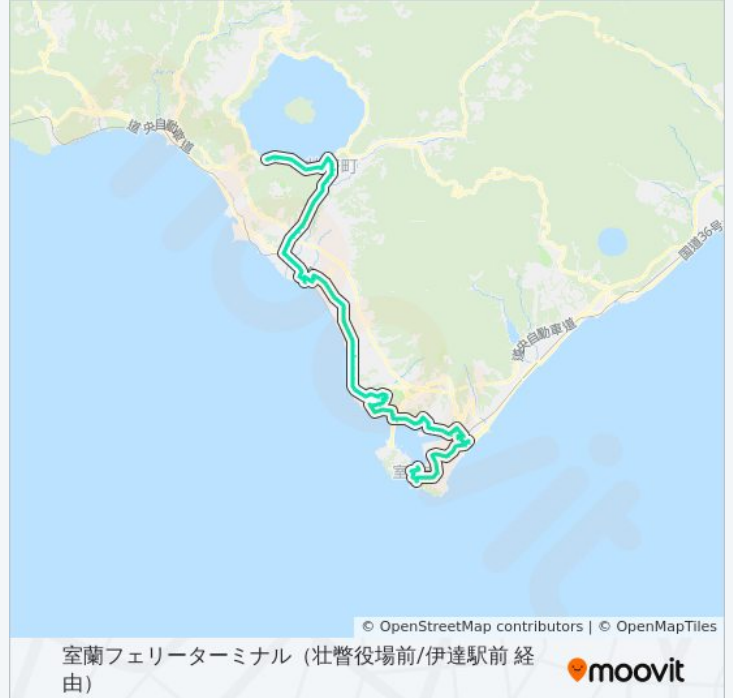 道央自動車道
町
国道36号
道央自動車道
室
© OpenStreetMap contributors | © OpenMapTiles
室蘭フェリーターミナル（壮瞥役場前/伊達駅前 経
由）
moovit